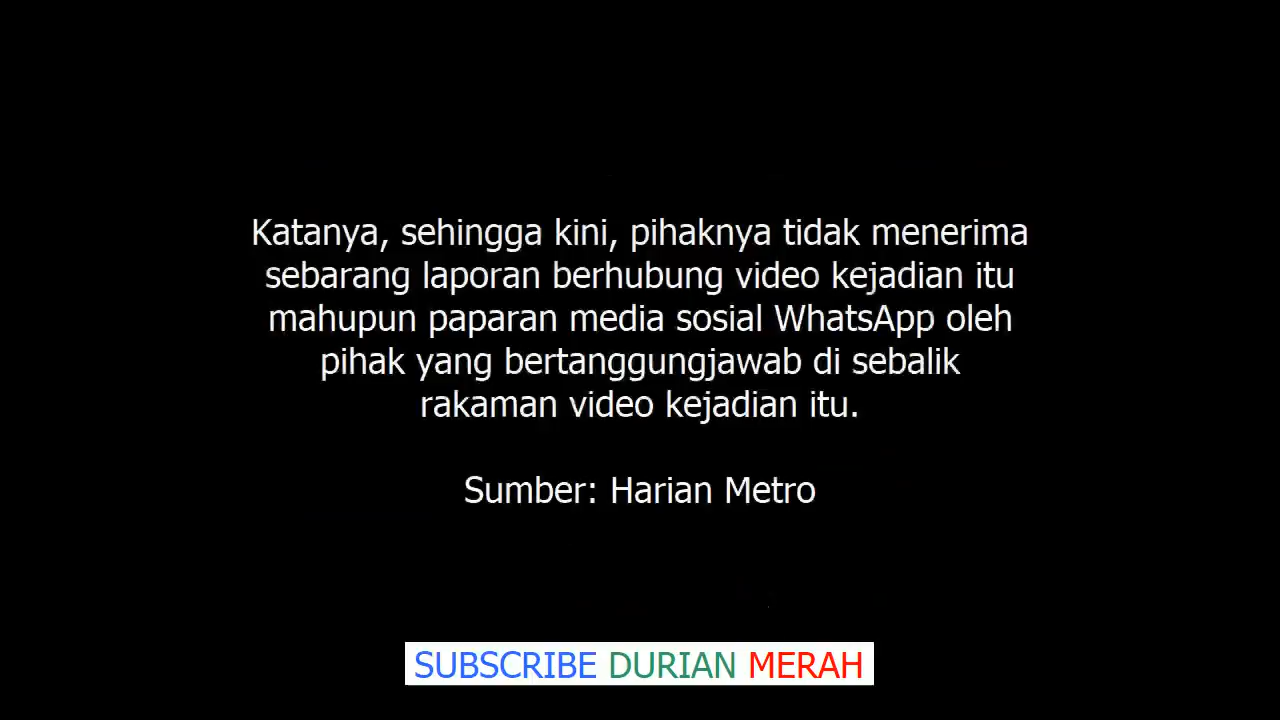 Katanya, sehingga kini, pihaknya tidak menerima
sebarang laporan berhubung video kejadian itu
mahupun paparan media sosial WhatsApp oleh
pihak yang bertanggungjawab di sebalik
rakaman video kejadian itu.
Sumber: Harian Metro
SUBSCRIBE DURIAN MERAH